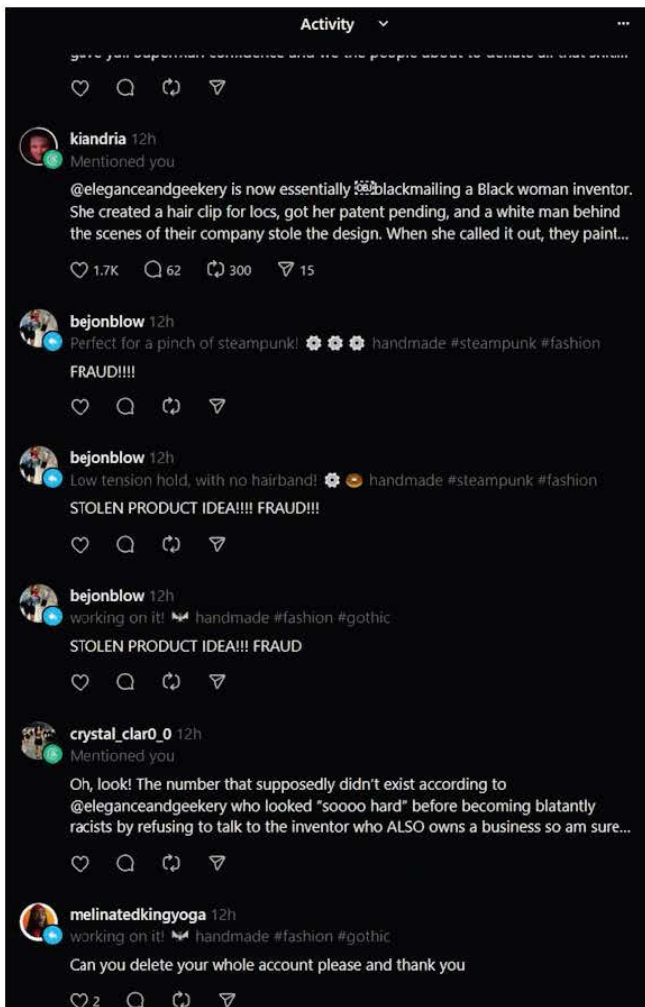 Activity
kiandria 12h
Mentioned you
@eleganceandgeekery is now essentially OBJ blackmailing a Black woman inventor.
She created a hair clip for locs, got her patent pending, and a white man behind
the scenes of their company stole the design. When she called it out, they paint...
1.7K 62 300 15
bejonblow 12h
Perfect for a pinch of steampunk! ⚙️ ⚙️ ⚙️ handmade #steampunk #fashion
FRAUD!!!!
bejonblow 12h
Low tension hold, with no hairband! ⚙️ 🍩 handmade #steampunk #fashion
STOLEN PRODUCT IDEA!!!! FRAUD!!!
bejonblow 12h
working on it! 🦇 handmade #fashion #gothic
STOLEN PRODUCT IDEA!!! FRAUD
crystal_clar0_0 12h
Mentioned you
Oh, look! The number that supposedly didn't exist according to
@eleganceandgeekery who looked "soooo hard" before becoming blatantly
racists by refusing to talk to the inventor who ALSO owns a business so am sure...
melinatedkingyoga 12h
working on it! 🦇 handmade #fashion #gothic
Can you delete your whole account please and thank you
2